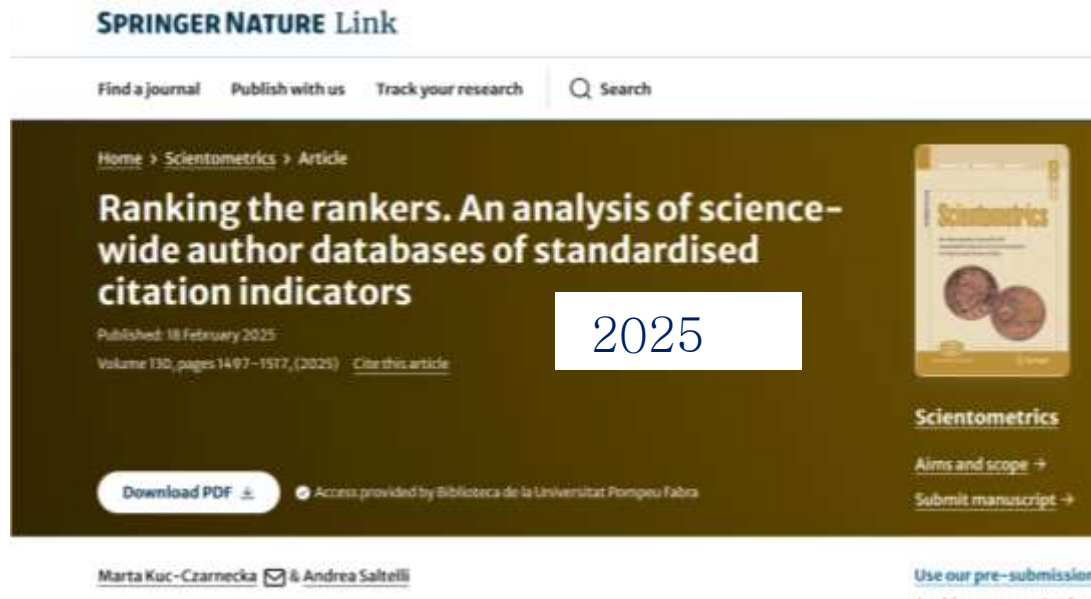 SPRINGER NATURE Link
Find a journal Publish with us Track your research Search
Home > Scientometrics > Article
Ranking the rankers. An analysis of science-
wide author databases of standardised
citation indicators
Published: 18 February 2025
Volume 130, pages 1497–1517, (2025) Cite this article
2025
Scientometrics
Scientometrics
Aims and scope →
Submit manuscript →
Download PDF
Access provided by Biblioteca de la Universitat Pompeu Fabra
Marta Kuc-Czarnecka & Andrea Saltelli
Use our pre-submission